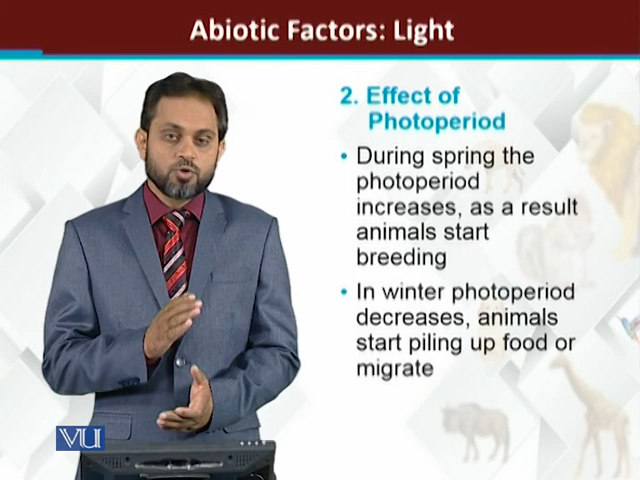 Abiotic Factors: Light
2. Effect of
Photoperiod
• During spring the
photoperiod
increases, as a result
animals start
breeding
• In winter photoperiod
decreases, animals
start piling up food or
migrate
VU